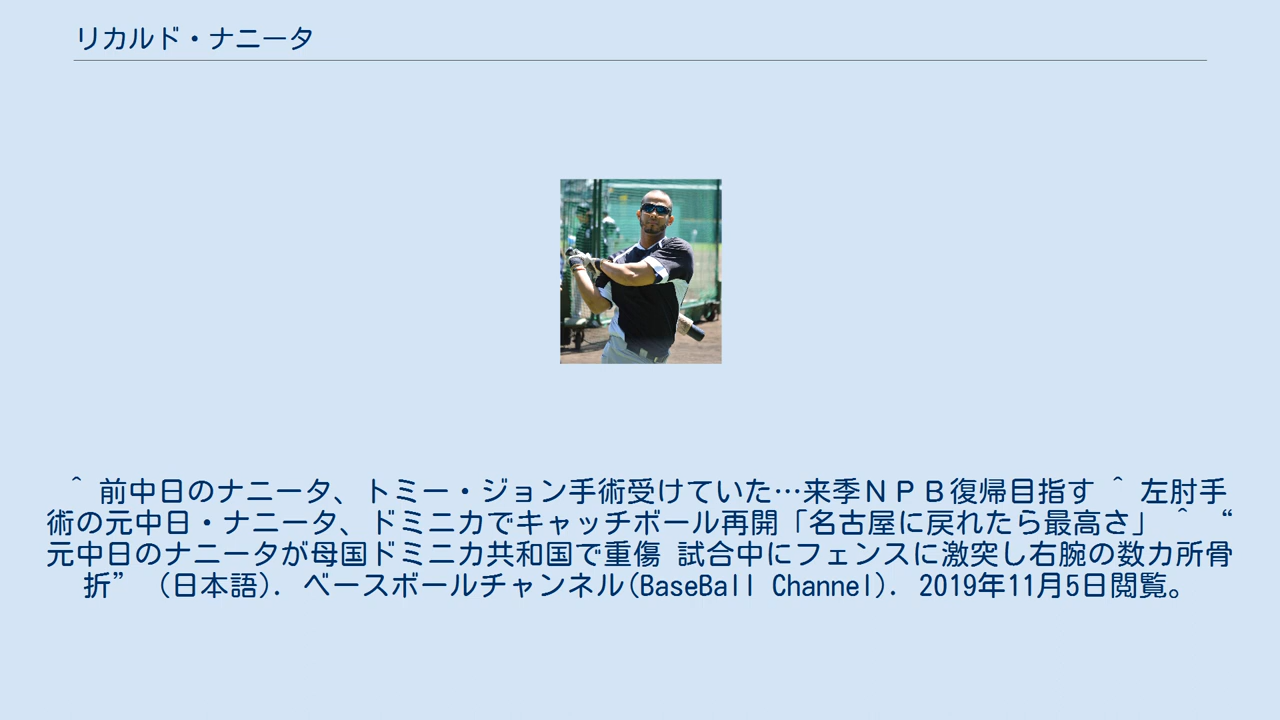 リカルド・ナニータ
＾ 前中日のナニータ、トミー・ジョン手術受けていた…来季ＮＰＢ復帰目指す ＾ 左肘手
術の元中日・ナニータ、ドミニカでキャッチボール再開「名古屋に戻れたら最高さ」 ＾ “
元中日のナニータが母国ドミニカ共和国で重傷 試合中にフェンスに激突し右腕の数カ所骨
折” （日本語）. ベースボールチャンネル(BaseBall Channel). 2019年11月5日閲覧。